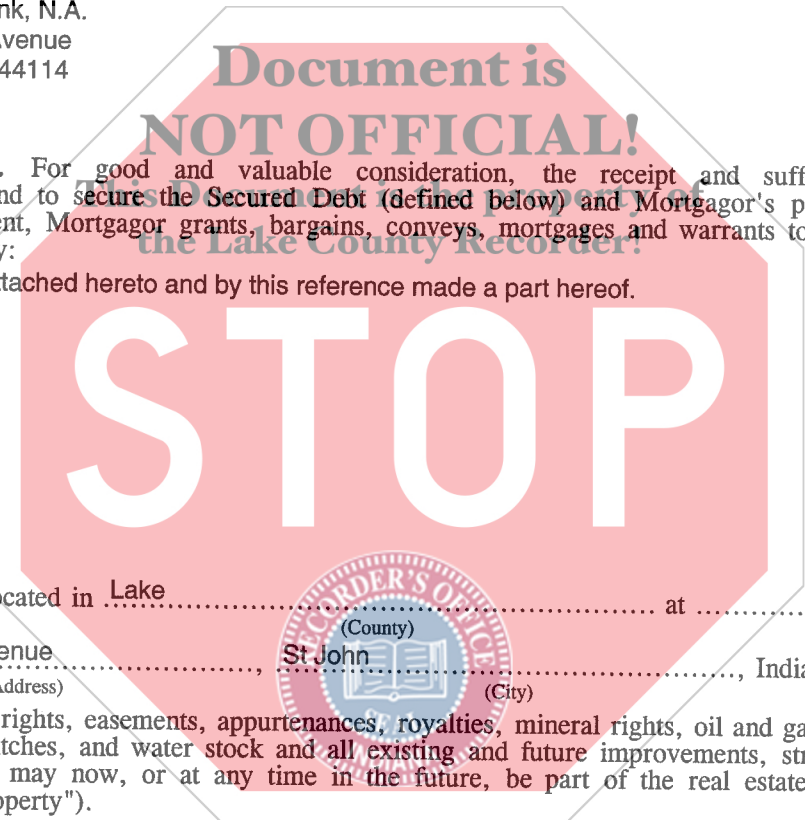 nk, N.A.
Avenue
44114
Document is
NOT OFFICIAL!
This Document is the property of
the Lake County Recorder!
. For good and valuable consideration, the receipt and suff
nd to secure the Secured Debt (defined below) and Mortgagor's p
ent, Mortgagor grants, bargains, conveys, mortgages and warrants to
y:
ttached hereto and by this reference made a part hereof.
STOP
ocated in Lake at
(County)
enue, St John, India
Address) (City)
RECORDER'S OFFICE
SEAL
INDIANA
rights, easements, appurtenances, royalties, mineral rights, oil and ga
tches, and water stock and all existing and future improvements, str
may now, or at any time in the future, be part of the real estate
operty").